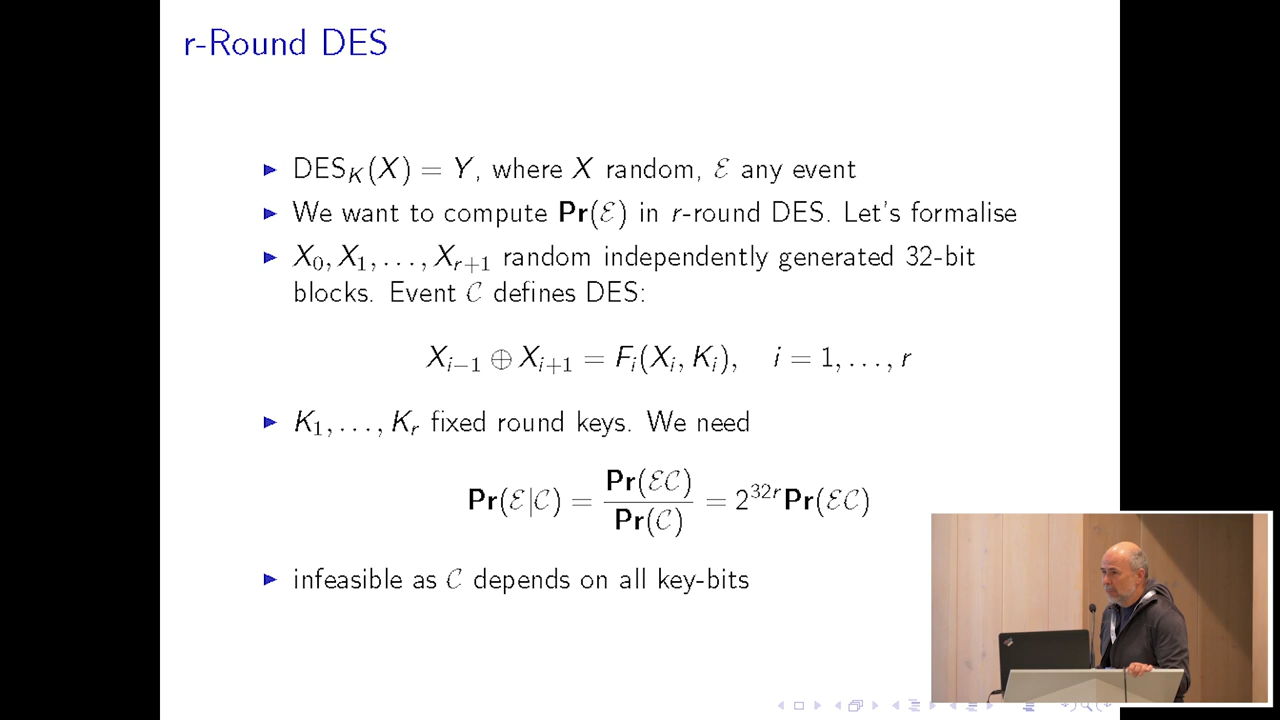 r-Round DES
▶ DES_K(X) = Y, where X random, ℰ any event
▶ We want to compute Pr(ℰ) in r-round DES. Let's formalise
▶ X₀, X₁, . . . , X_{r+1} random independently generated 32-bit
blocks. Event 𝒞 defines DES:
X_{i−1} ⊕ X_{i+1} = F_i(X_i, K_i), i = 1, . . . , r
▶ K₁, . . . , K_r fixed round keys. We need
Pr(ℰ|𝒞) = Pr(ℰ𝒞) / Pr(𝒞) = 2^{32r} Pr(ℰ𝒞)
▶ infeasible as 𝒞 depends on all key-bits